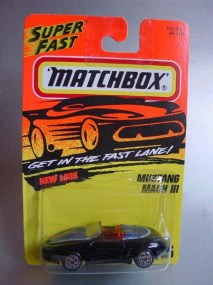 SUPER
FAST
MATCHBOX®
GET IN THE FAST LANE!
NEW LOOK
MUSTANG
MACH III